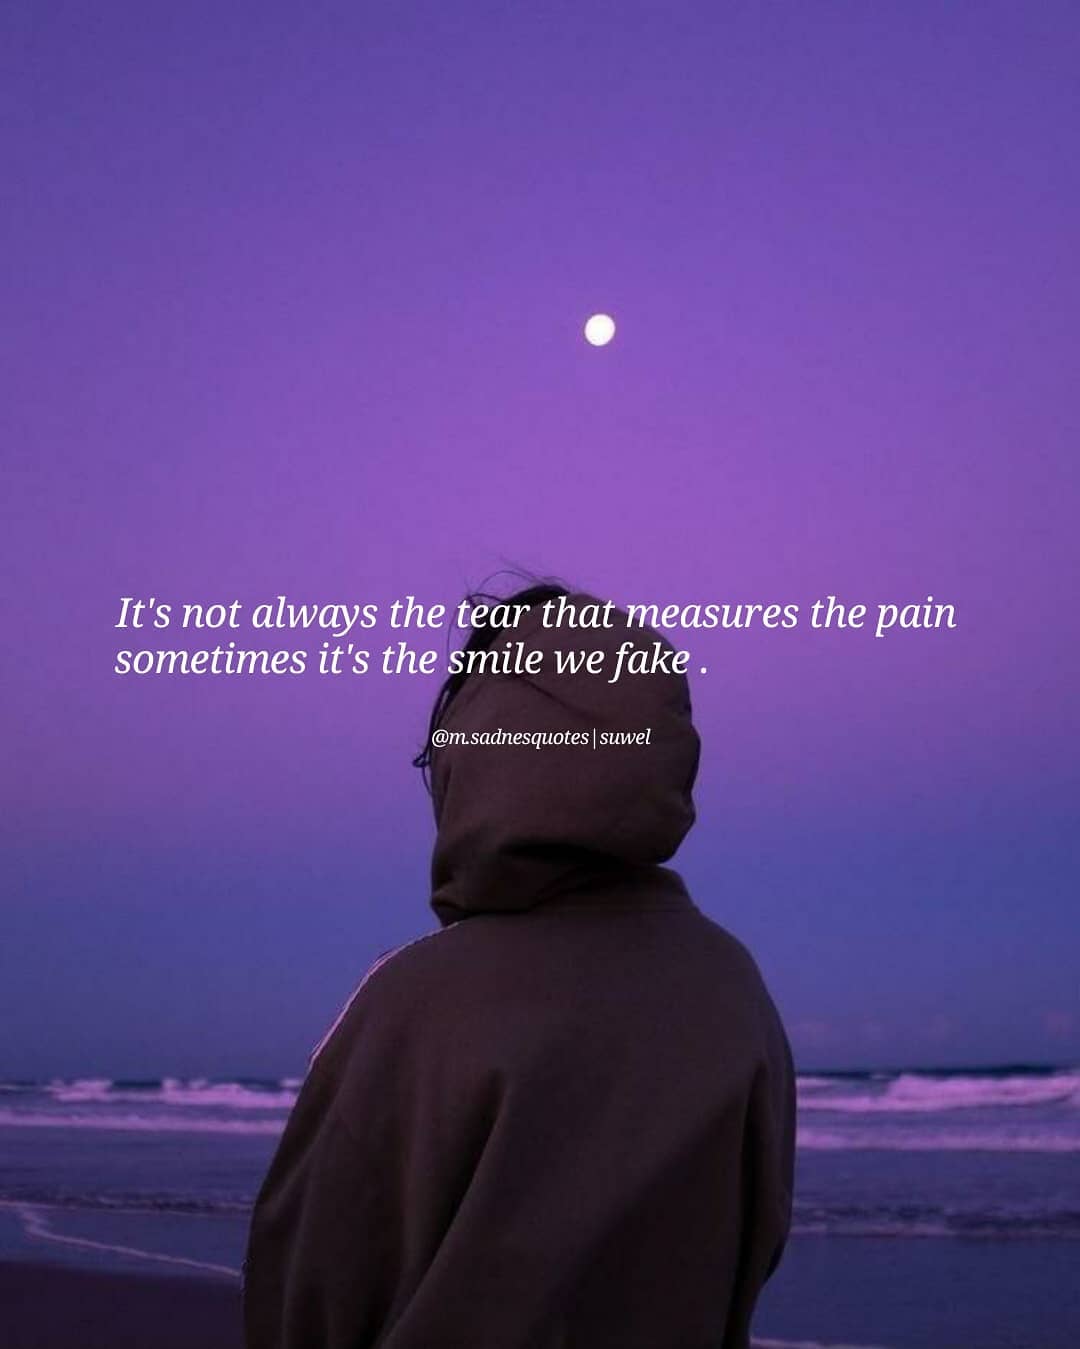 It's not always the tear that measures the pain
sometimes it's the smile we fake .
@m.sadnesquotes|suwel